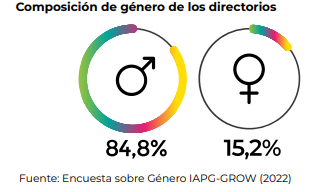 Composición de género de los directorios
84,8% 15,2%
Fuente: Encuesta sobre Género IAPG-GROW (2022)